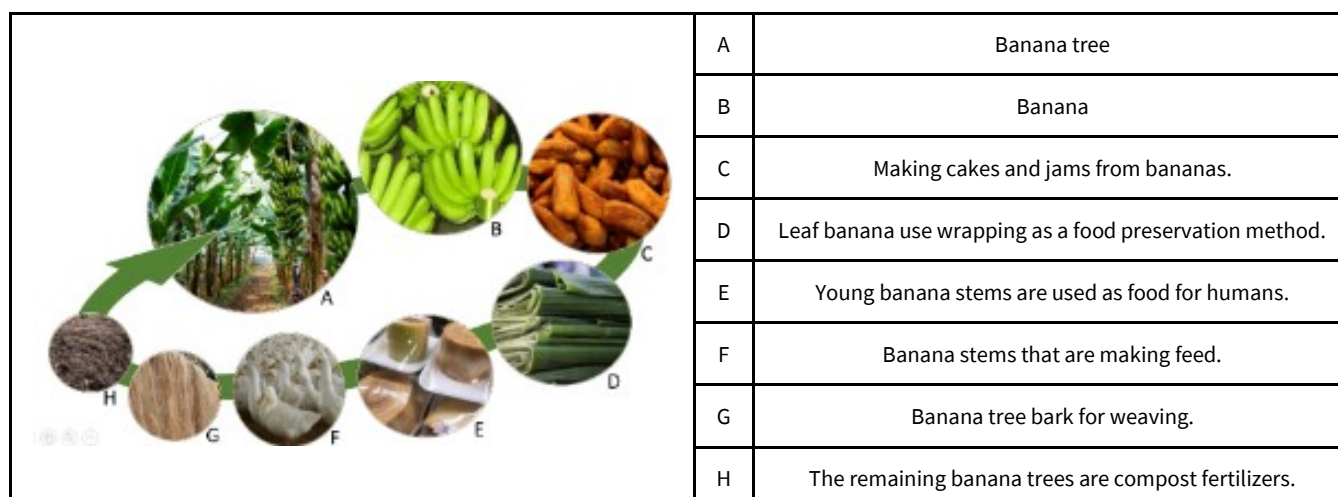 A
B
C
D
E
F
G
H
A Banana tree
B Banana
C Making cakes and jams from bananas.
D Leaf banana use wrapping as a food preservation method.
E Young banana stems are used as food for humans.
F Banana stems that are making feed.
G Banana tree bark for weaving.
H The remaining banana trees are compost fertilizers.